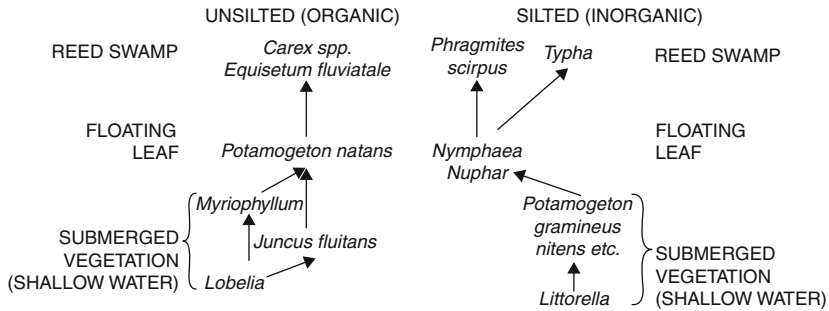 UNSILTED (ORGANIC)
SILTED (INORGANIC)
REED SWAMP
Carex spp.
Equisetum fluviatale
Phragmites
scirpus
Typha
REED SWAMP
FLOATING
LEAF
Potamogeton natans
Nymphaea
Nuphar
FLOATING
LEAF
Myriophyllum
Juncus fluitans
Lobelia
SUBMERGED
VEGETATION
(SHALLOW WATER)
Potamogeton
gramineus
nitens etc.
Littorella
SUBMERGED
VEGETATION
(SHALLOW WATER)